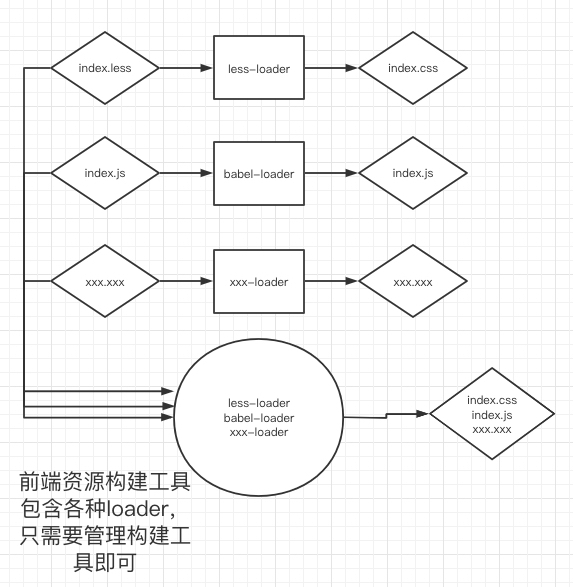 index.less
less-loader
index.css
index.js
babel-loader
index.js
xxx.xxx
xxx-loader
xxx.xxx
less-loader
babel-loader
xxx-loader
index.css
index.js
xxx.xxx
前端资源构建工具
包含各种loader，
只需要管理构建工
具即可